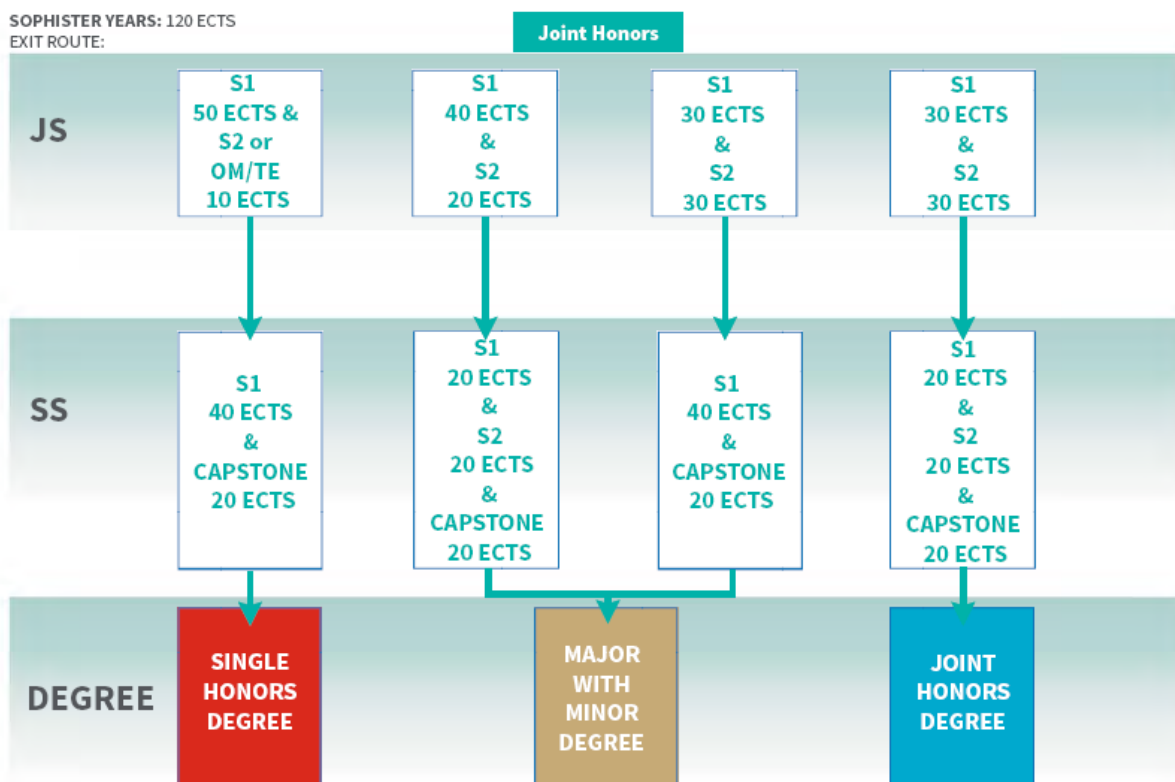 SOPHISTER YEARS: 120 ECTS
EXIT ROUTE:
Joint Honors
JS
S1
50 ECTS &
S2 or
OM/TE
10 ECTS
S1
40 ECTS
&
S2
20 ECTS
S1
30 ECTS
&
S2
30 ECTS
S1
30 ECTS
&
S2
30 ECTS
SS
S1
40 ECTS
&
CAPSTONE
20 ECTS
S1
20 ECTS
&
S2
20 ECTS
&
CAPSTONE
20 ECTS
S1
40 ECTS
&
CAPSTONE
20 ECTS
S1
20 ECTS
&
S2
20 ECTS
&
CAPSTONE
20 ECTS
DEGREE
SINGLE
HONORS
DEGREE
MAJOR
WITH
MINOR
DEGREE
JOINT
HONORS
DEGREE